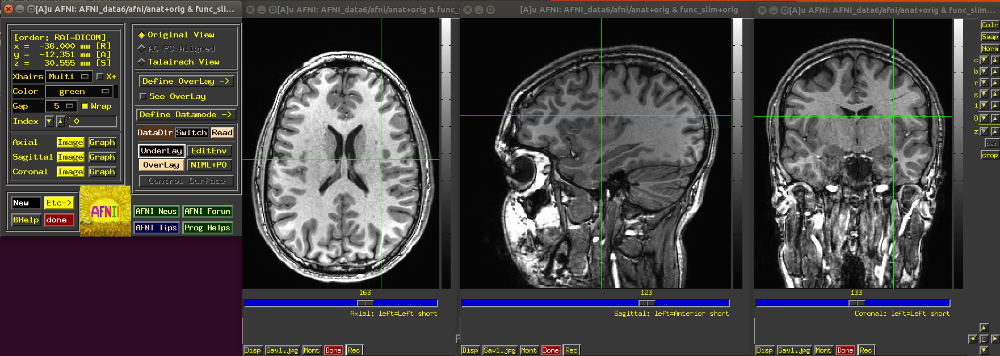 [A]u AFNI: AFNI_data6/afni/anat+orig & func_sli...
[order: RAI=DICOM]
x = -36.000 mm [R]
y = -12.351 mm [A]
z = 30.555 mm [S]
Xhairs Multi X+
Color green
Gap 5 Wrap
Index 0
Axial Image Graph
Sagittal Image Graph
Coronal Image Graph
New Etc->
BHelp done
AFNI!
Original View
AC-PC Aligned
Talairach View
Define OverLay ->
See OverLay
Define Datamode ->
DataDir Switch Read
UnderLay EditEnv
OverLay NIML+PO
Control Surface
AFNI News AFNI Forum
AFNI Tips Prog Helps
[A]u AFNI: AFNI_data6/afni/anat+orig & func_s
163
Axial: left=Left short
Disp Sav1.jpg Mont Done Rec
[A]u AFNI: AFNI_data6/afni/anat+orig & func_slim+orig
123
Sagittal: left=Anterior short
Disp Sav1.jpg Mont Done Rec
[A]u AFNI: AFNI_data6/afni/anat+orig & func_slim...
133
Coronal: left=Left short
Disp Sav1.jpg Mont Done Rec
Colr
Swap
Norm
c
b
r
g
i
8
z
pan
crop
C